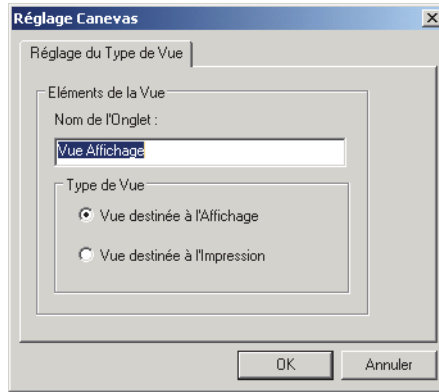 Réglage Canevas
Réglage du Type de Vue
Eléments de la Vue
Nom de l'Onglet :
Vue Affichage
Type de Vue
Vue destinée à l'Affichage
Vue destinée à l'Impression
OK Annuler